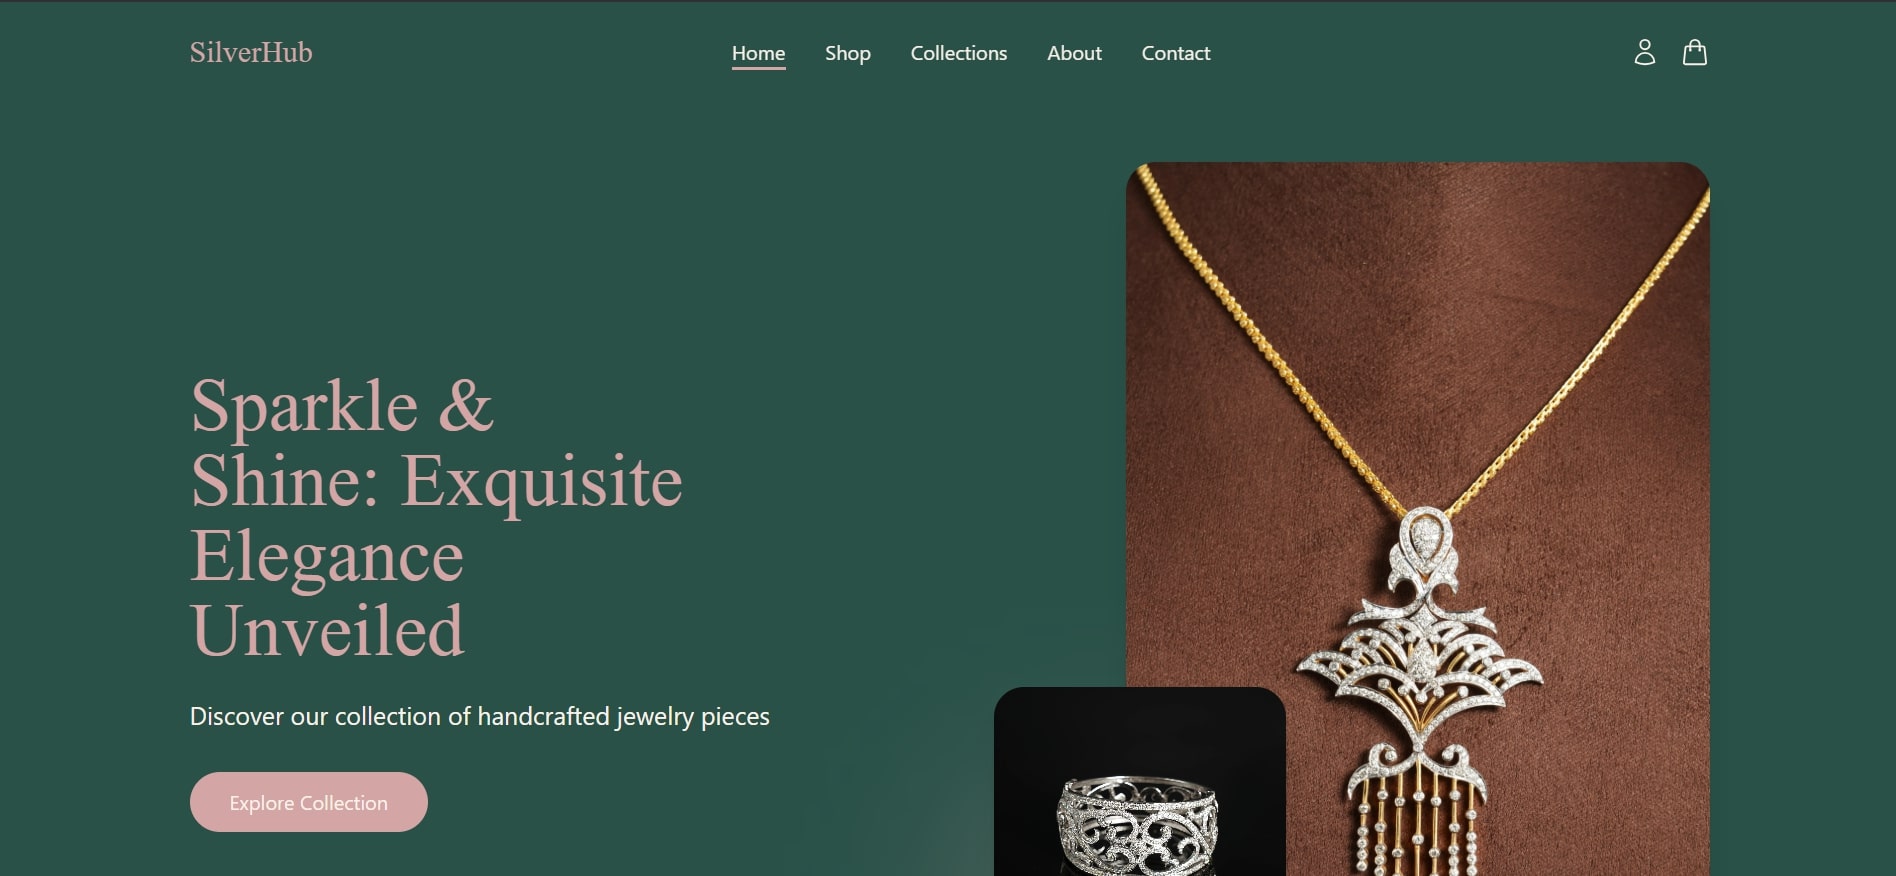 SilverHub
Home Shop Collections About Contact
Sparkle &
Shine: Exquisite
Elegance
Unveiled
Discover our collection of handcrafted jewelry pieces
Explore Collection